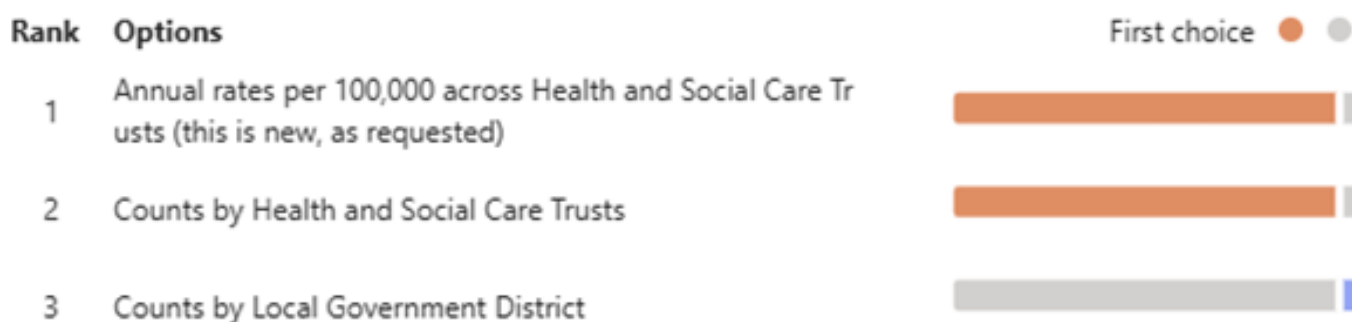 Rank Options First choice
1 Annual rates per 100,000 across Health and Social Care Tr
usts (this is new, as requested)
2 Counts by Health and Social Care Trusts
3 Counts by Local Government District